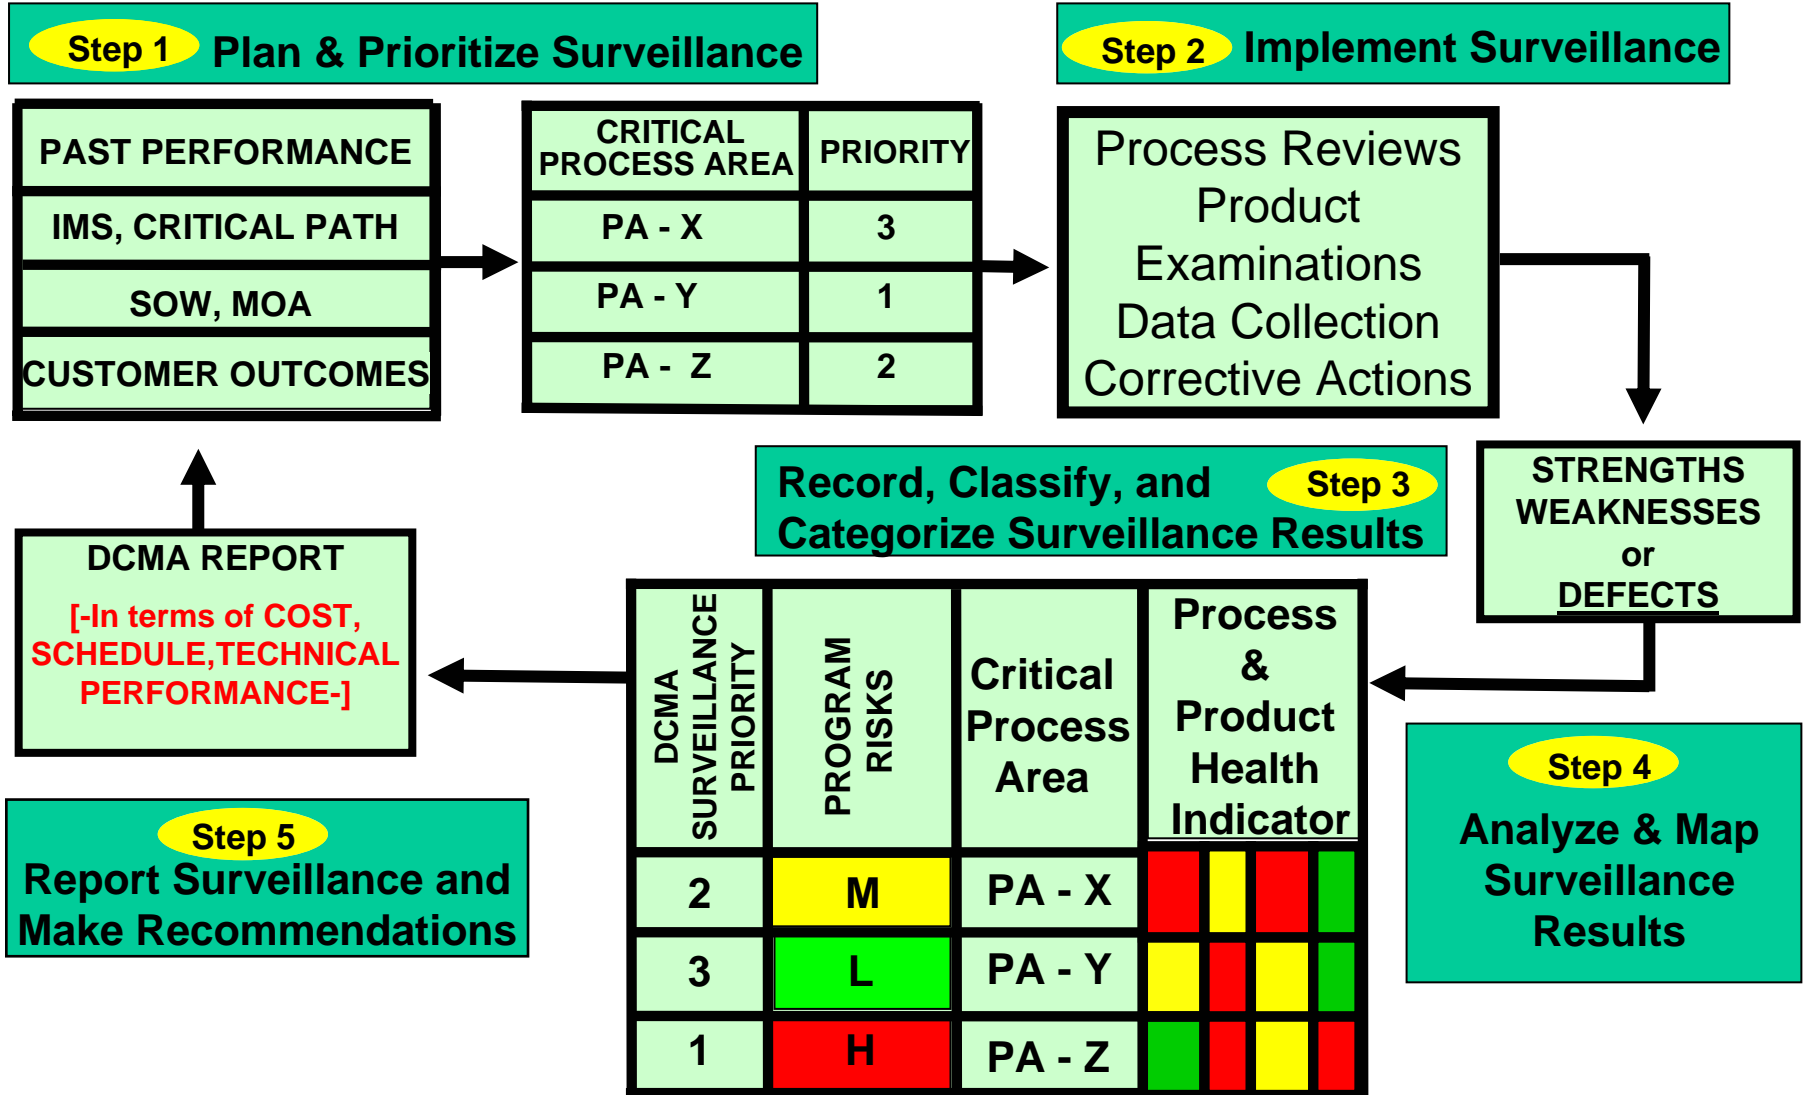 Step 1 Plan & Prioritize Surveillance
Step 2 Implement Surveillance
PAST PERFORMANCE
IMS, CRITICAL PATH
SOW, MOA
CUSTOMER OUTCOMES
CRITICAL
PROCESS AREA
PRIORITY
PA - X 3
PA - Y 1
PA - Z 2
Process Reviews
Product
Examinations
Data Collection
Corrective Actions
Record, Classify, and Step 3
Categorize Surveillance Results
STRENGTHS
WEAKNESSES
or
DEFECTS
DCMA REPORT
[-In terms of COST,
SCHEDULE,TECHNICAL
PERFORMANCE-]
DCMA
SURVEILLANCE
PRIORITY
PROGRAM
RISKS
Critical
Process
Area
Process
&
Product
Health
Indicator
2 M PA - X
3 L PA - Y
1 H PA - Z
Step 4
Analyze & Map
Surveillance
Results
Step 5
Report Surveillance and
Make Recommendations